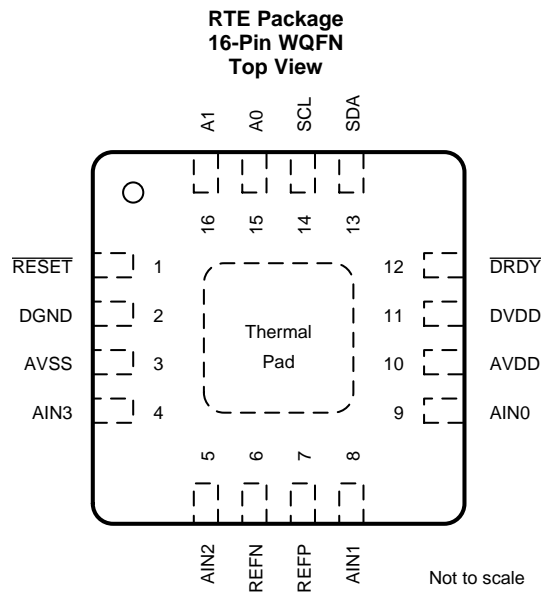 RTE Package
16-Pin WQFN
Top View
A1
A0
SCL
SDA
16
15
14
13
RESET
1
12
DRDY
DGND
2
11
DVDD
AVSS
3
10
AVDD
AIN3
4
9
AIN0
Thermal
Pad
5
6
7
8
AIN2
REFN
REFP
AIN1
Not to scale